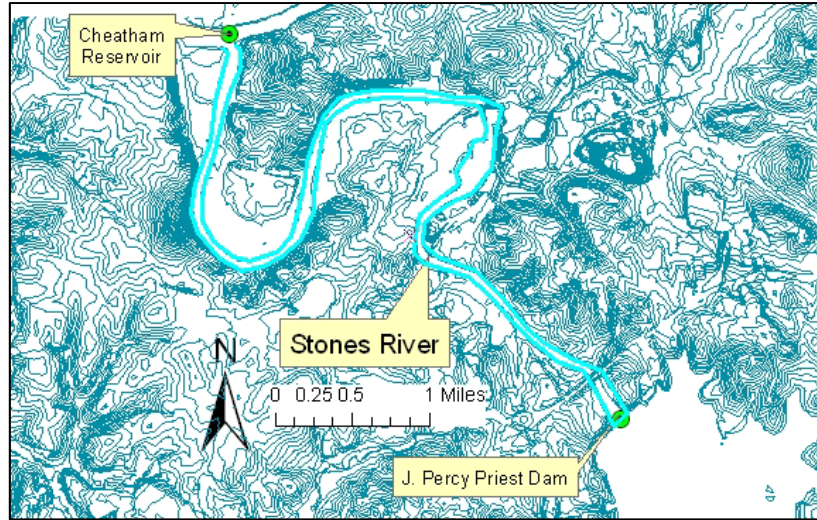 Cheatham
Reservoir
Stones River
N
0 0.25 0.5 1 Miles
J. Percy Priest Dam